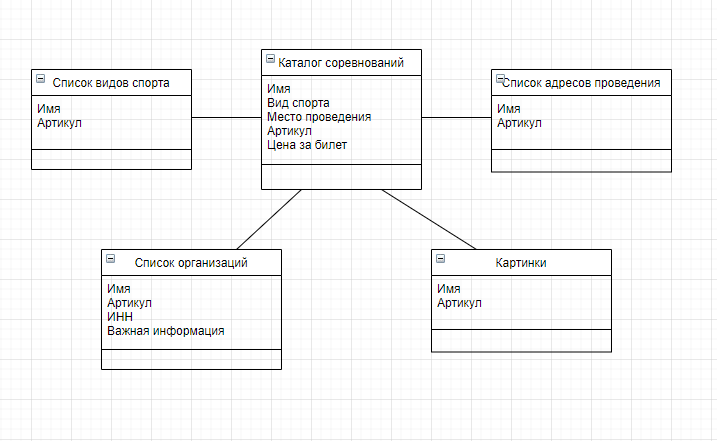 Список видов спорта
Имя
Артикул
Каталог соревнований
Имя
Вид спорта
Место проведения
Артикул
Цена за билет
Список адресов проведения
Имя
Артикул
Список организаций
Имя
Артикул
ИНН
Важная информация
Картинки
Имя
Артикул